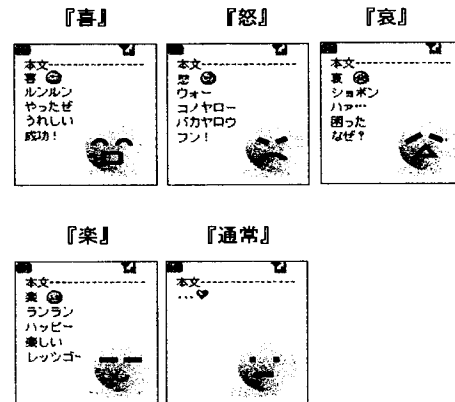 『喜』
『怒』
『哀』
本文
喜
ルンルン
やったぜ
うれしい
成功！
本文
怒
ウォー
コノヤロー
バカヤロウ
フン！
本文
哀
ショボン
ハァ…
困った
なぜ？
『楽』
『通常』
本文
楽
ランラン
ハッピー
楽しい
レッツゴー
本文
...